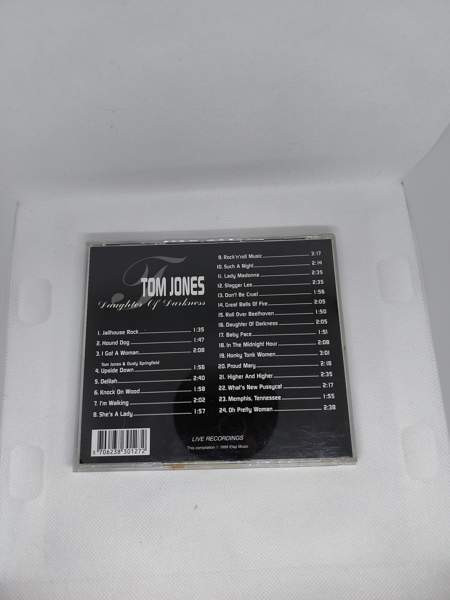 TJ
TOM JONES
Daughter Of Darkness
1. Jailhouse Rock 1:35
2. Hound Dog 1:47
3. I Got A Woman 2:08
Tom Jones & Dusty Springfield
4. Upside Down 1:56
5. Delilah 2:40
6. Knock On Wood 1:58
7. I'm Walking 2:02
8. She's A Lady 1:57
9. Rock'n'roll Music 2:17
10. Such A Night 2:14
11. Lady Madonna 2:35
12. Stagger Lee 2:35
13. Don't Be Cruel 1:56
14. Great Balls Of Fire 2:05
15. Roll Over Beethoven 1:50
16. Daughter Of Darkness 2:05
17. Baby Face 1:51
18. In The Midnight Hour 2:08
19. Honky Tonk Women 3:01
20. Proud Mary 2:18
21. Higher And Higher 2:35
22. What's New Pussycat 2:17
23. Memphis, Tennessee 1:55
24. Oh Pretty Woman 2:38
LIVE RECORDINGS
This compilation
Music